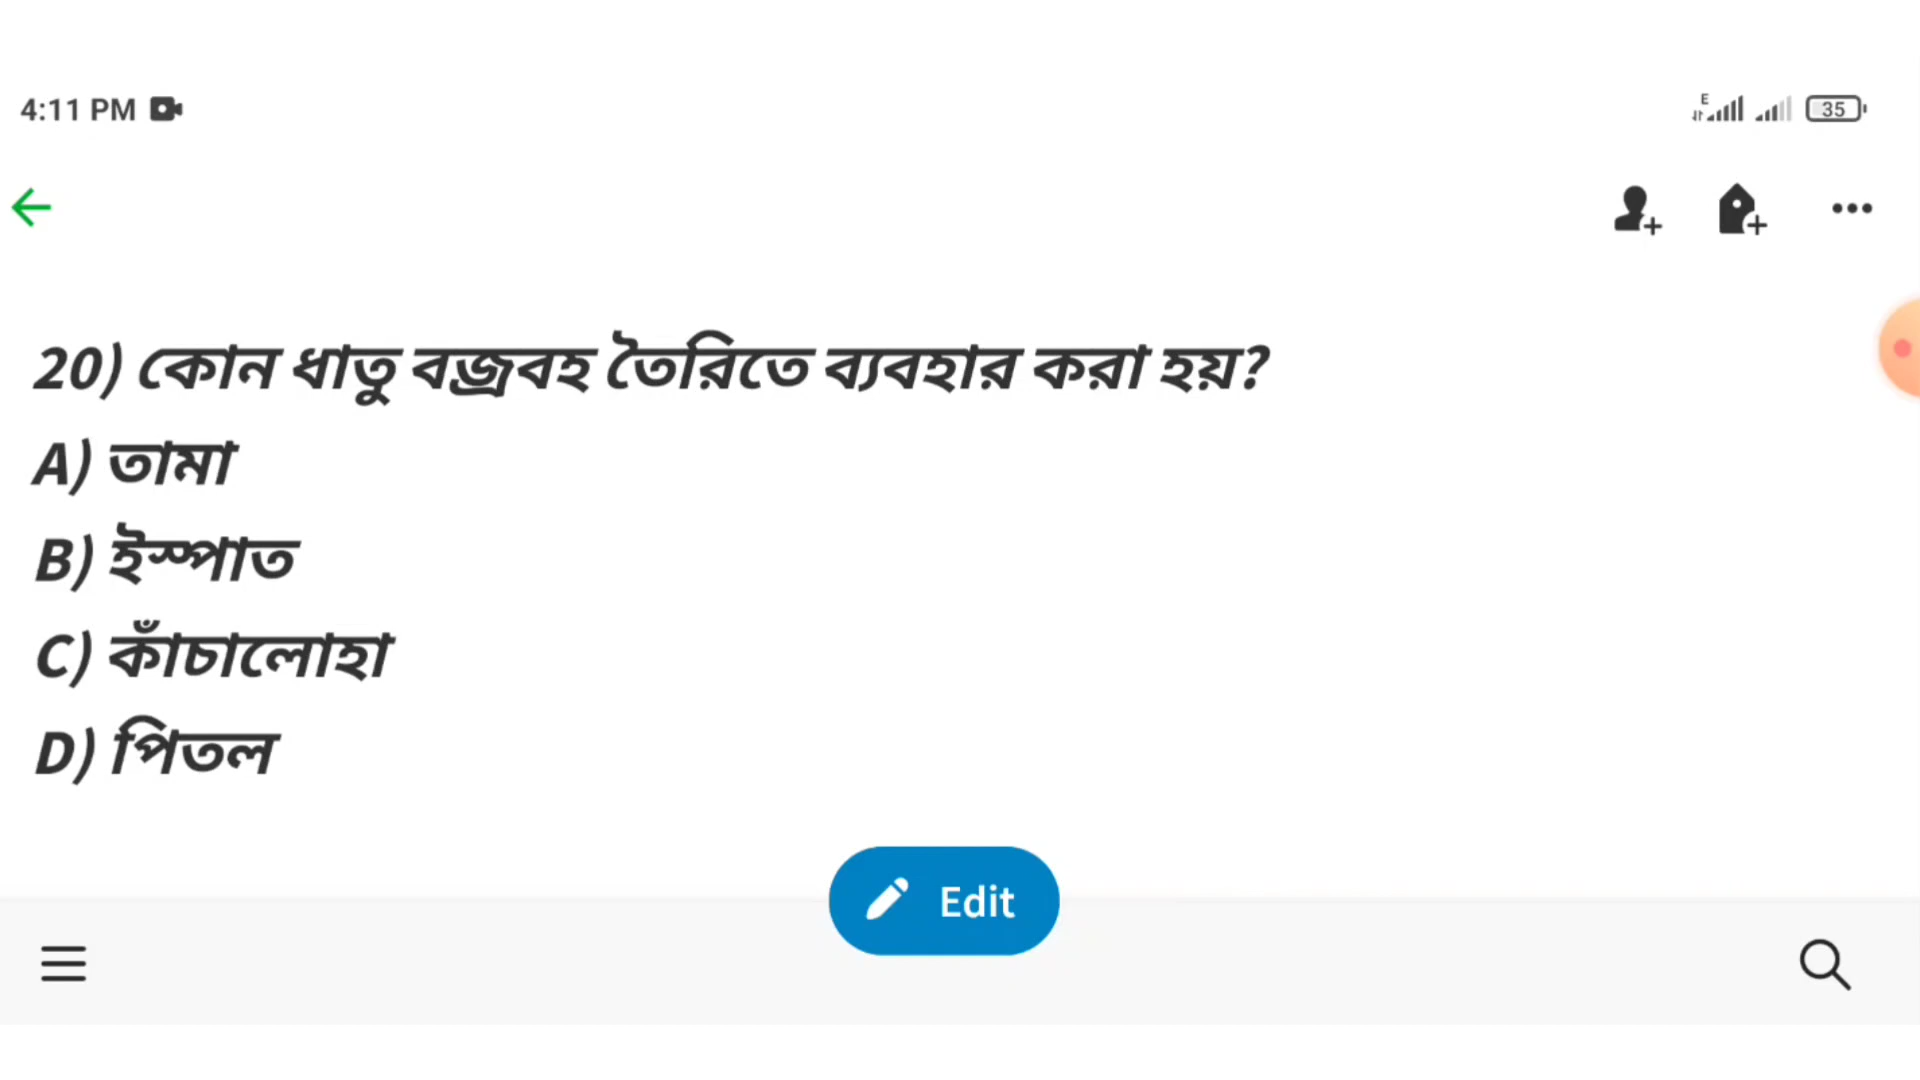 4:11 PM
E
35
20) কোন ধাতু বজ্রবহ তৈরিতে ব্যবহার করা হয়?
A) তামা
B) ইস্পাত
C) কাঁচালোহা
D) পিতল
Edit